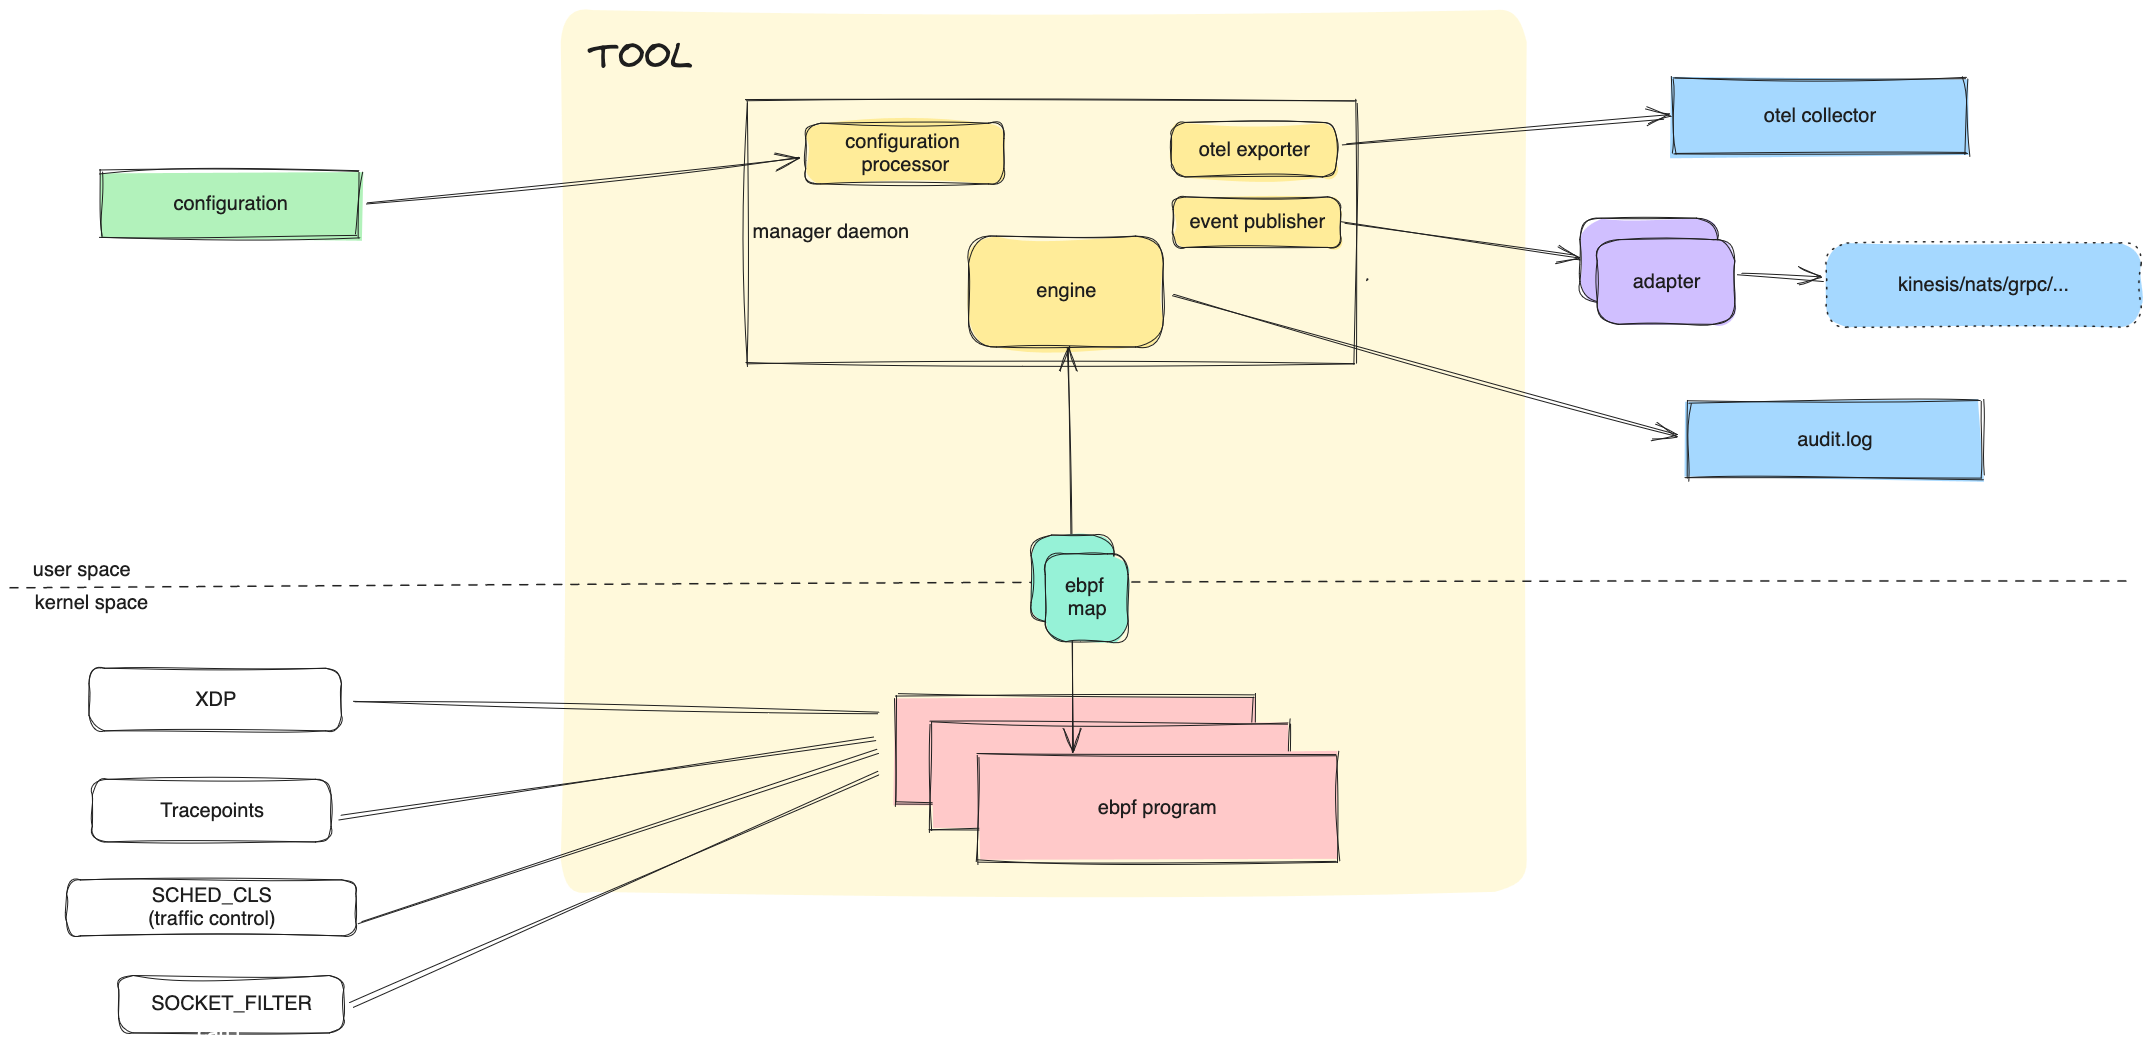 TOOL
configuration
processor
otel exporter
otel collector
configuration
event publisher
manager daemon
engine
adapter
kinesis/nats/grpc/...
audit.log
user space
kernel space
ebpf
map
XDP
Tracepoints
ebpf program
SCHED_CLS
(traffic control)
SOCKET_FILTER